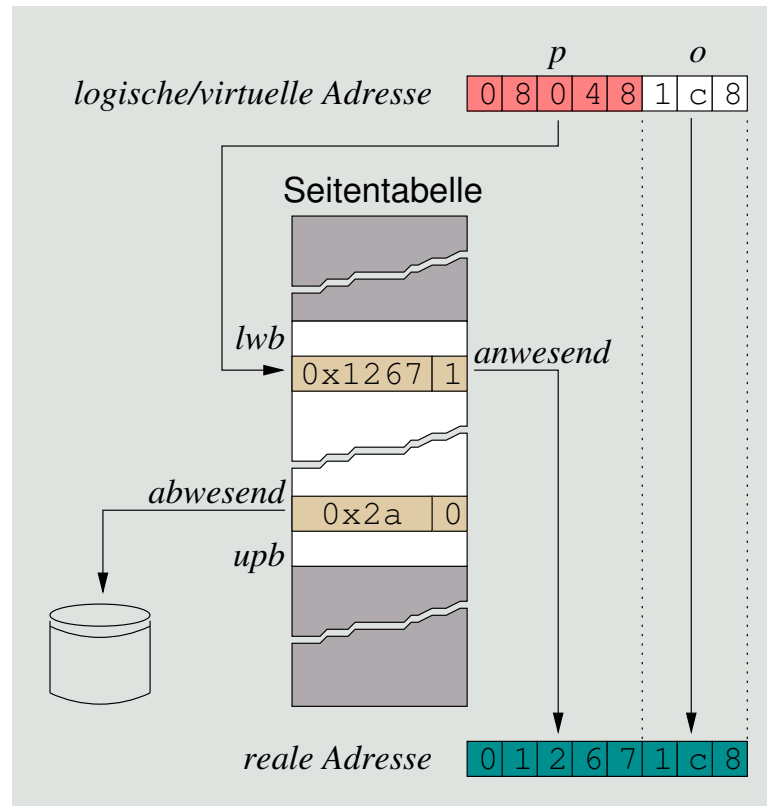 p o
logische/virtuelle Adresse 0 8 0 4 8 1 c 8
Seitentabelle
lwb
anwesend
0x1267 1
abwesend
0x2a 0
upb
reale Adresse 0 1 2 6 7 1 c 8